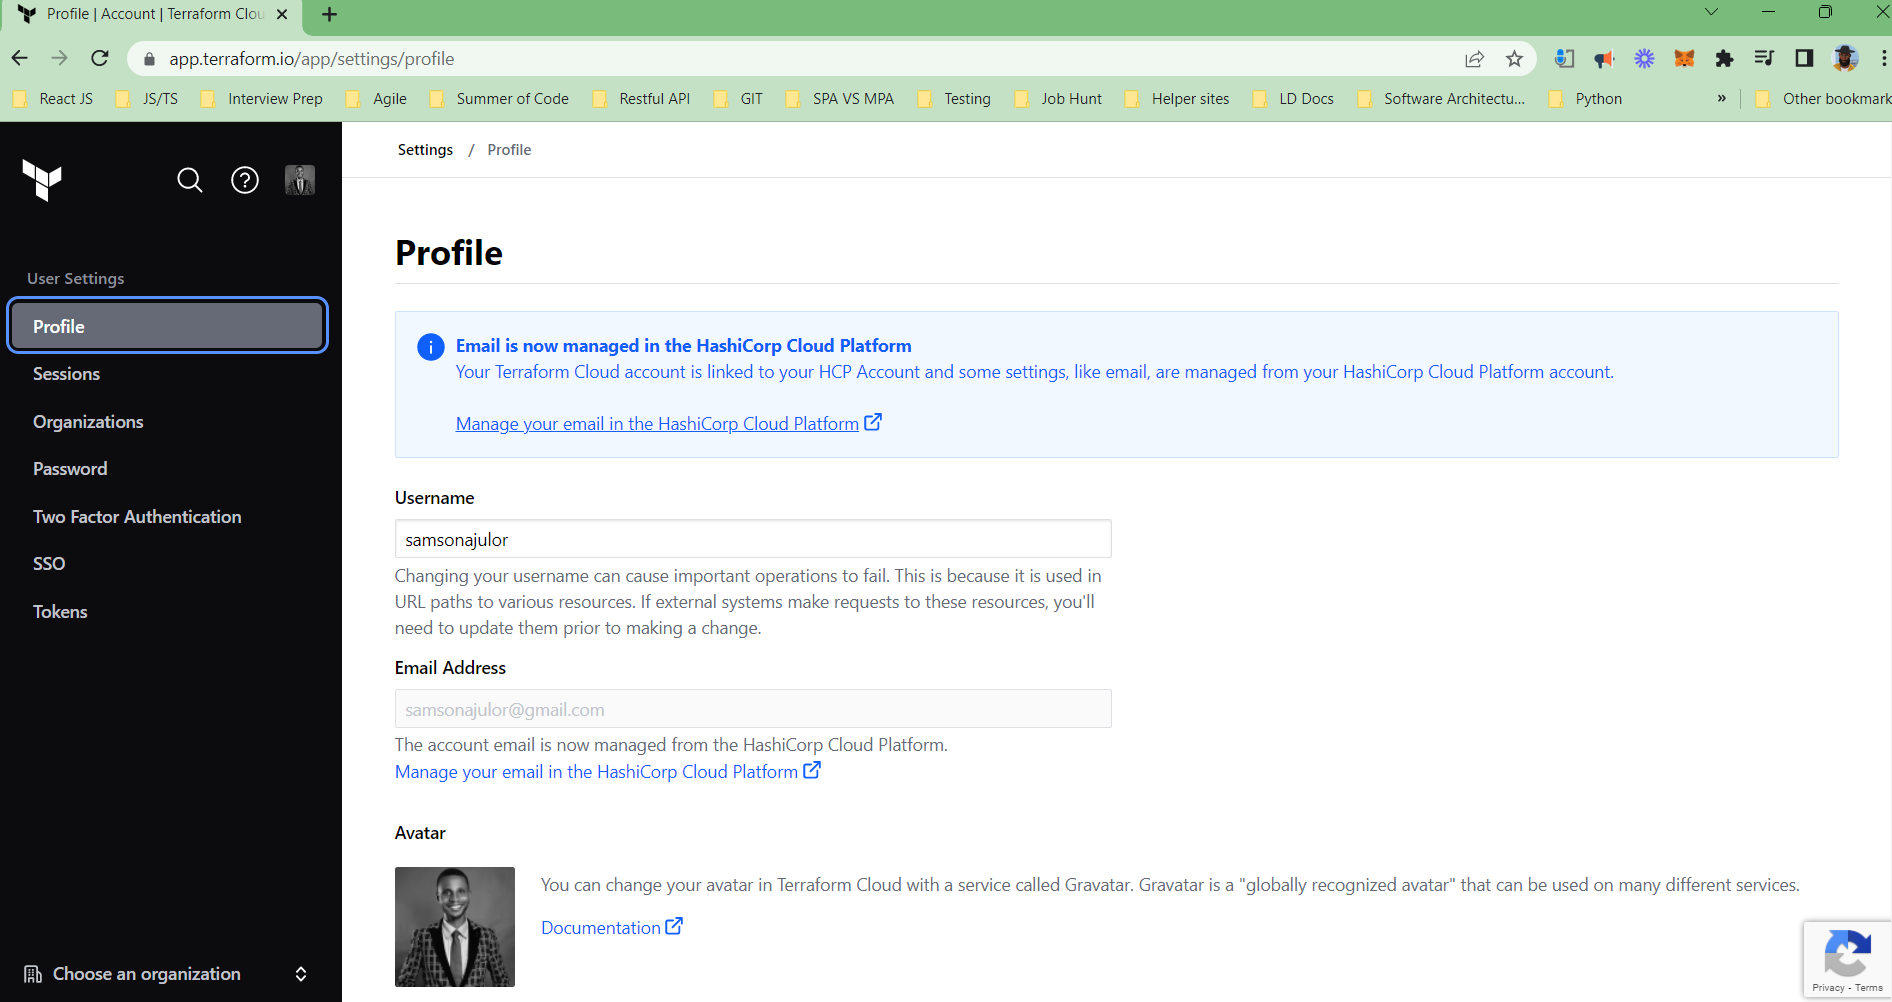 Profile | Account | Terraform Clou
app.terraform.io/app/settings/profile
React JS JS/TS Interview Prep Agile Summer of Code Restful API GIT SPA VS MPA Testing Job Hunt Helper sites LD Docs Software Architectu... Python » Other bookmark
Settings / Profile
User Settings
Profile
Sessions
Organizations
Password
Two Factor Authentication
SSO
Tokens
Choose an organization
Profile
Email is now managed in the HashiCorp Cloud Platform
Your Terraform Cloud account is linked to your HCP Account and some settings, like email, are managed from your HashiCorp Cloud Platform account.
Manage your email in the HashiCorp Cloud Platform
Username
samsonajulor
Changing your username can cause important operations to fail. This is because it is used in
URL paths to various resources. If external systems make requests to these resources, you'll
need to update them prior to making a change.
Email Address
samsonajulor@gmail.com
The account email is now managed from the HashiCorp Cloud Platform.
Manage your email in the HashiCorp Cloud Platform
Avatar
You can change your avatar in Terraform Cloud with a service called Gravatar. Gravatar is a "globally recognized avatar" that can be used on many different services.
Documentation
Privacy - Terms